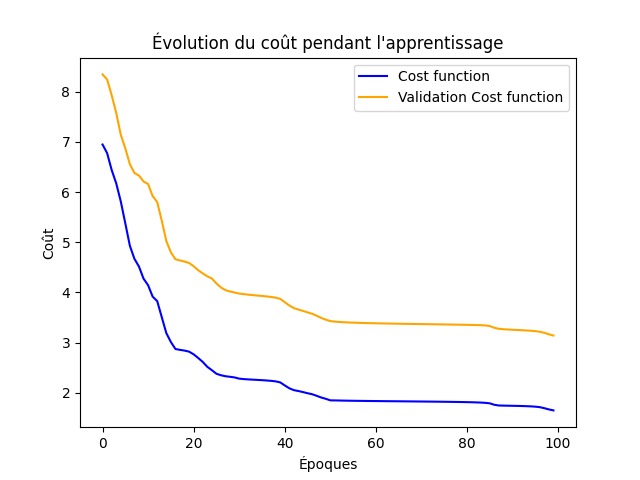 Évolution du coût pendant l'apprentissage
Cost function
Validation Cost function
Coût
8
7
6
5
4
3
2
0
20
40
60
80
100
Époques